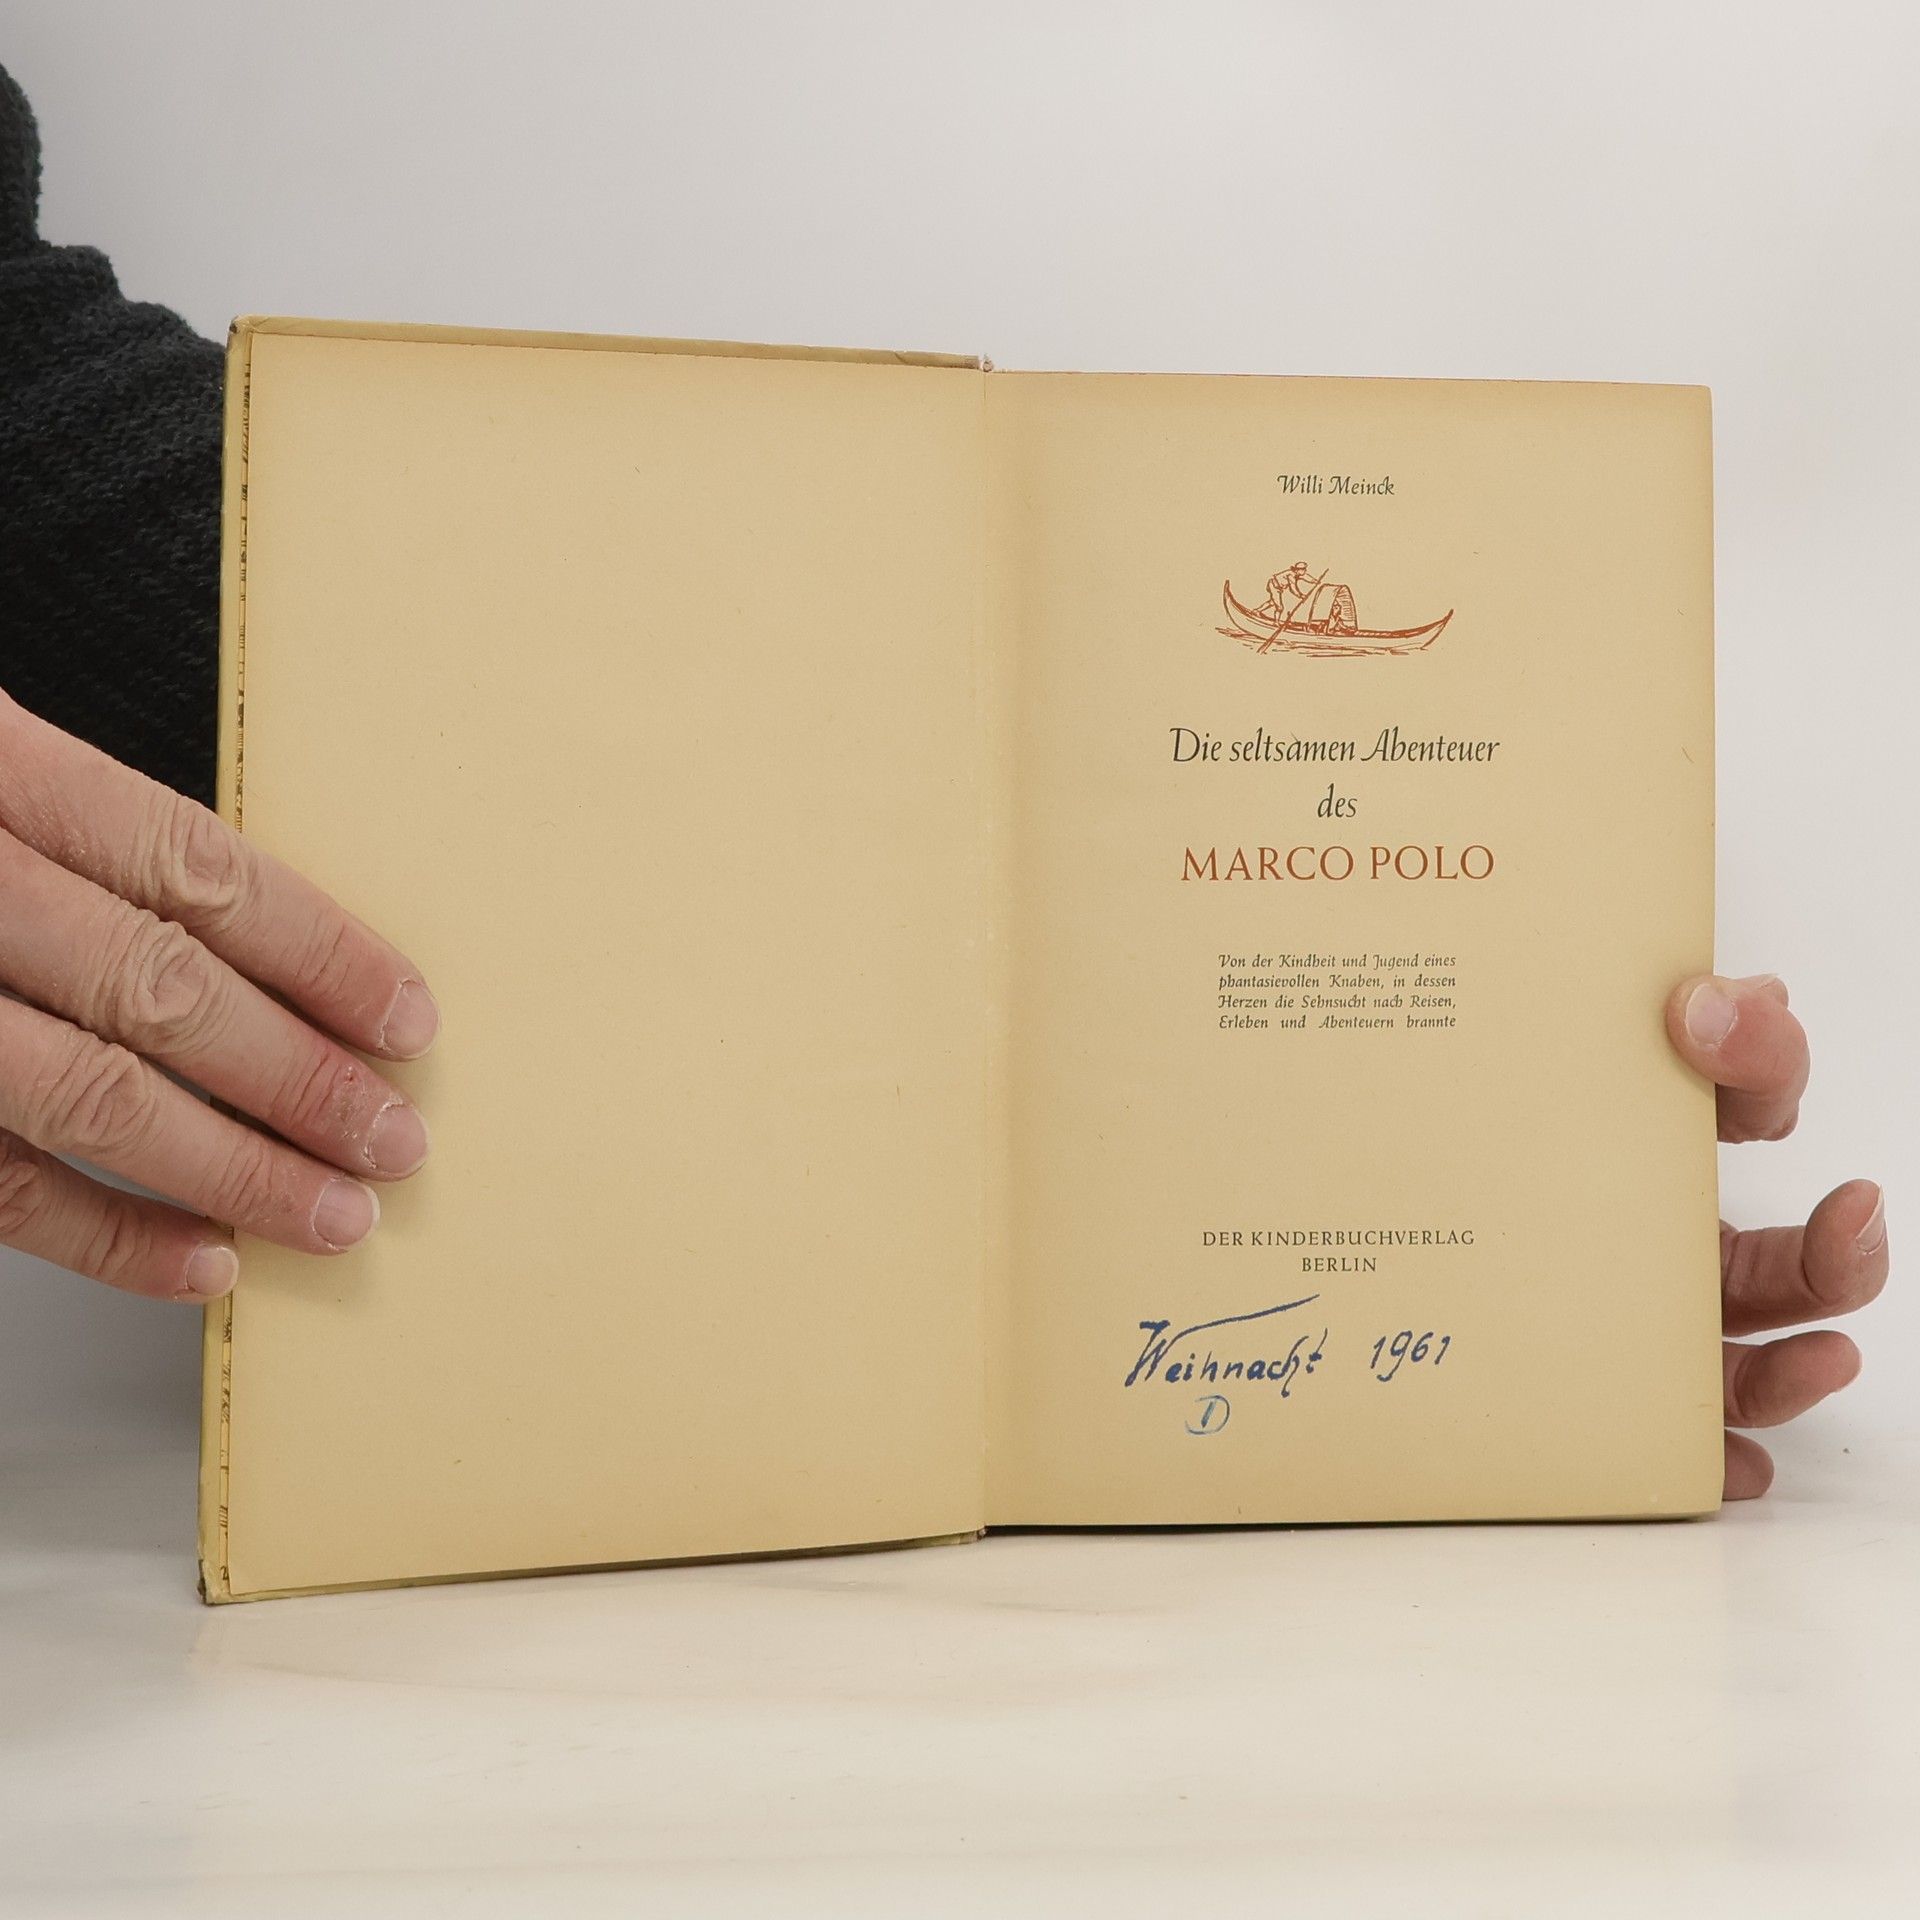 Willi Meinck
Die seltsamen Abenteuer
des
MARCO POLO
Von der Kindheit und Jugend eines
phantasievollen Knaben, in dessen
Herzen die Sehnsucht nach Reisen,
Erleben und Abenteuern brannte
DER KINDERBUCHVERLAG
BERLIN
Weihnacht 1961
D